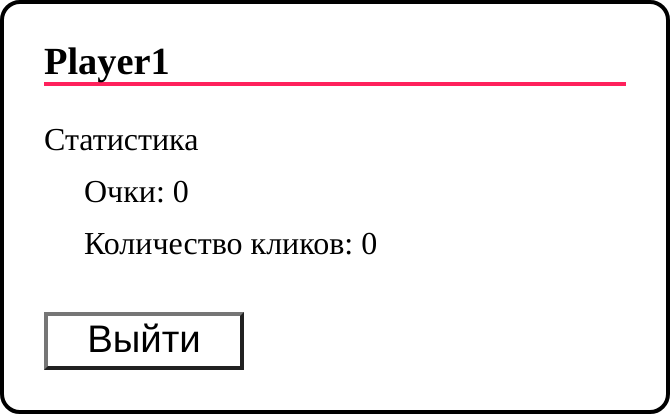 Player1
Статистика
Очки: 0
Количество кликов: 0
Выйти